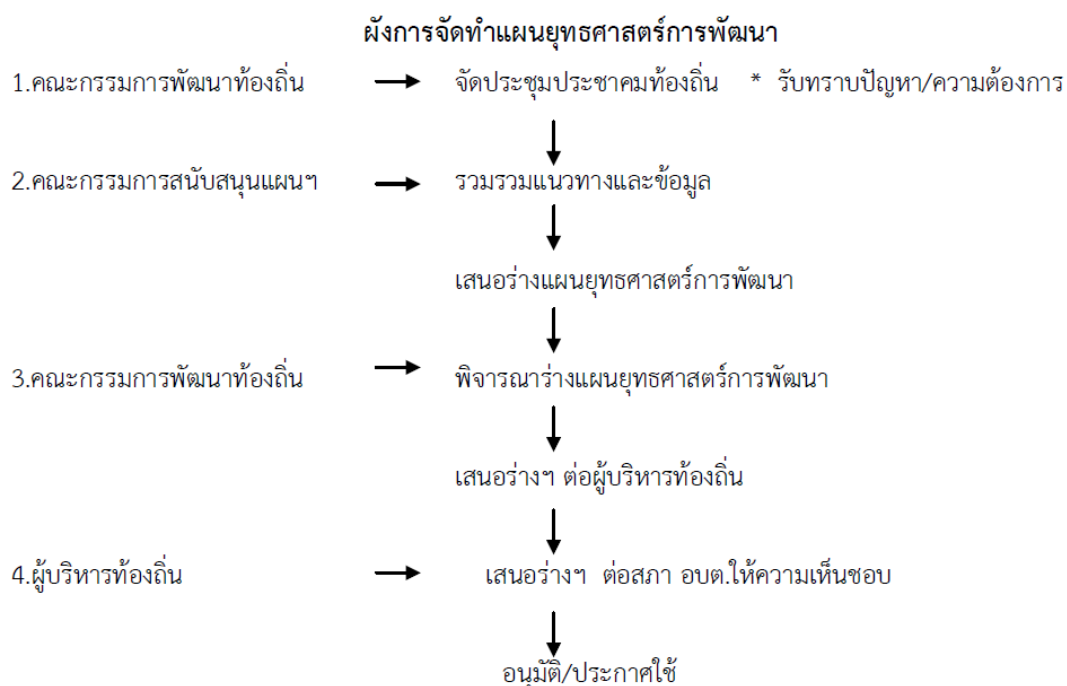 ผังการจัดทำแผนยุทธศาสตร์การพัฒนา
1.คณะกรรมการพัฒนาท้องถิ่น จัดประชุมประชาคมท้องถิ่น * รับทราบปัญหา/ความต้องการ
2.คณะกรรมการสนับสนุนแผนฯ รวมรวมแนวทางและข้อมูล
เสนอร่างแผนยุทธศาสตร์การพัฒนา
3.คณะกรรมการพัฒนาท้องถิ่น พิจารณาร่างแผนยุทธศาสตร์การพัฒนา
เสนอร่างฯ ต่อผู้บริหารท้องถิ่น
4.ผู้บริหารท้องถิ่น เสนอร่างฯ ต่อสภา อบต.ให้ความเห็นชอบ
อนุมัติ/ประกาศใช้